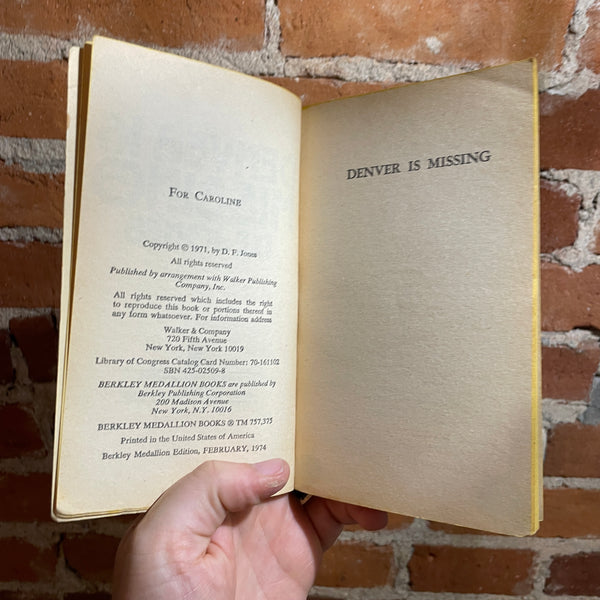 For Caroline
Copyright © 1971, by D. F. Jones
All rights reserved
Published by arrangement with Walker Publishing
Company, Inc.
All rights reserved which includes the right
to reproduce this book or portions thereof in
any form whatsoever. For information address
Walker & Company
720 Fifth Avenue
New York, New York 10019
Library of Congress Catalog Card Number: 70-161102
SBN 425-02509-8
BERKLEY MEDALLION BOOKS are published by
Berkley Publishing Corporation
200 Madison Avenue
New York, N.Y. 10016
BERKLEY MEDALLION BOOKS ® TM 757,375
Printed in the United States of America
Berkley Medallion Edition, FEBRUARY, 1974
DENVER IS MISSING